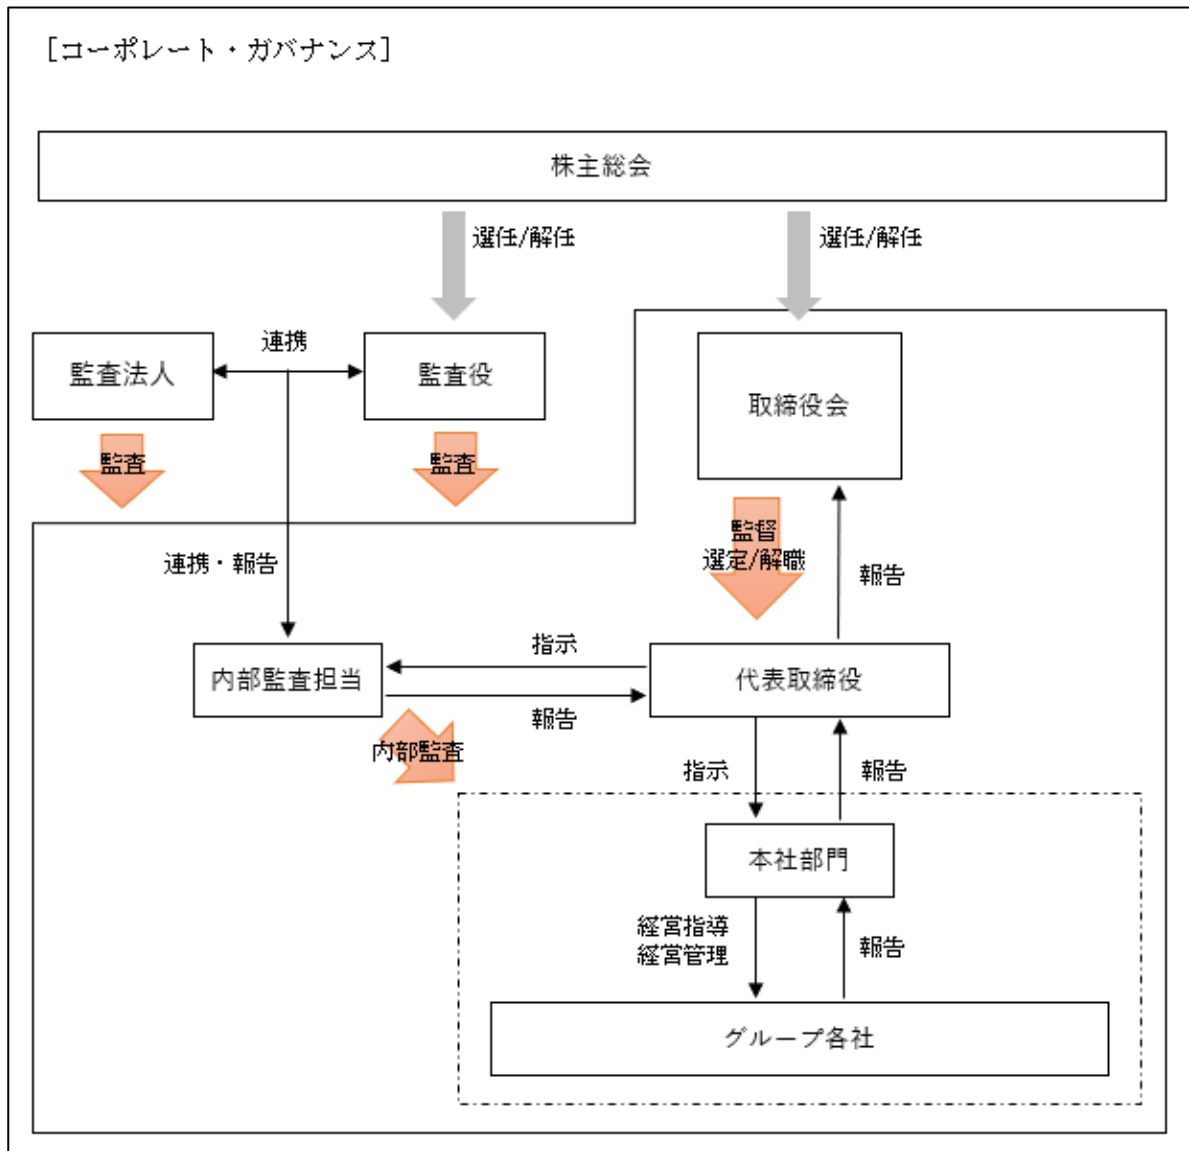 [コーポレート・ガバナンス]
株主総会
選任/解任
選任/解任
監査法人
連携
監査役
取締役会
監査
監査
監督
選定/解職
連携・報告
報告
内部監査担当
指示
報告
代表取締役
内部監査
指示
報告
本社部門
経営指導
経営管理
報告
グループ各社